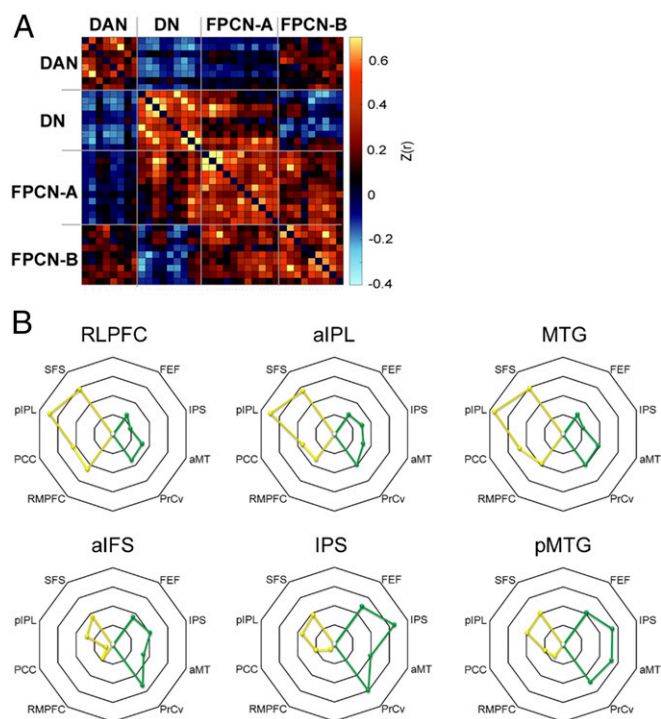 A
DAN DN FPCN-A FPCN-B
DAN
DN
FPCN-A
FPCN-B
0.6
0.4
0.2
0
-0.2
-0.4
Z(r)
B
RLPFC aIPL MTG
SFS FEF SFS FEF SFS FEF
pIPL IPS pIPL IPS pIPL IPS
PCC aMT PCC aMT PCC aMT
RMPFC PrCv RMPFC PrCv RMPFC PrCv
aIFS IPS pMTG
SFS FEF SFS FEF SFS FEF
pIPL IPS pIPL IPS pIPL IPS
PCC aMT PCC aMT PCC aMT
RMPFC PrCv RMPFC PrCv RMPFC PrCv